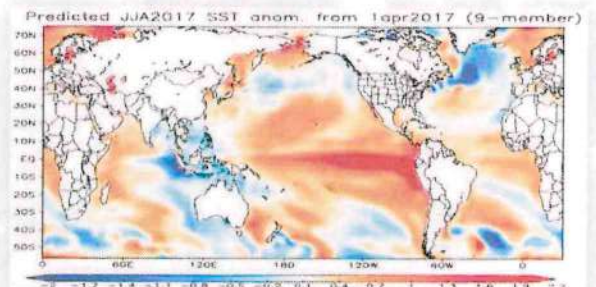 Predicted JJA2017 SST anom. from 1apr2017 (9-member)
70N
60N
50N
40N
30N
20N
10N
EQ
10S
20S
30S
40S
50S
0 60E 120E 180 120W 60W 0